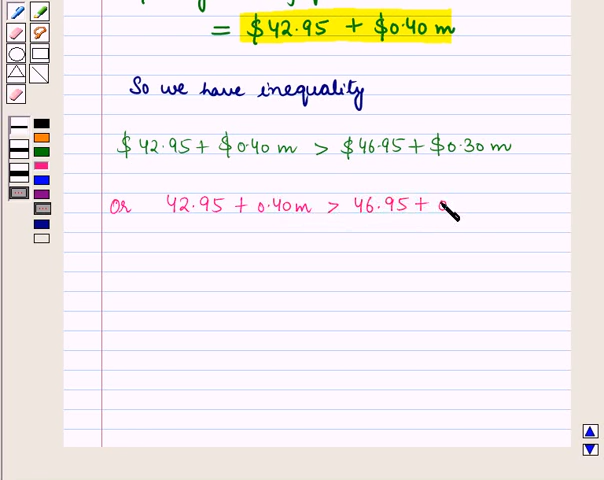 = $42.95 + $0.40 m
So we have inequality
$42.95 + $0.40 m > $46.95 + $0.30 m
Or 42.95 + 0.40m > 46.95 + 0